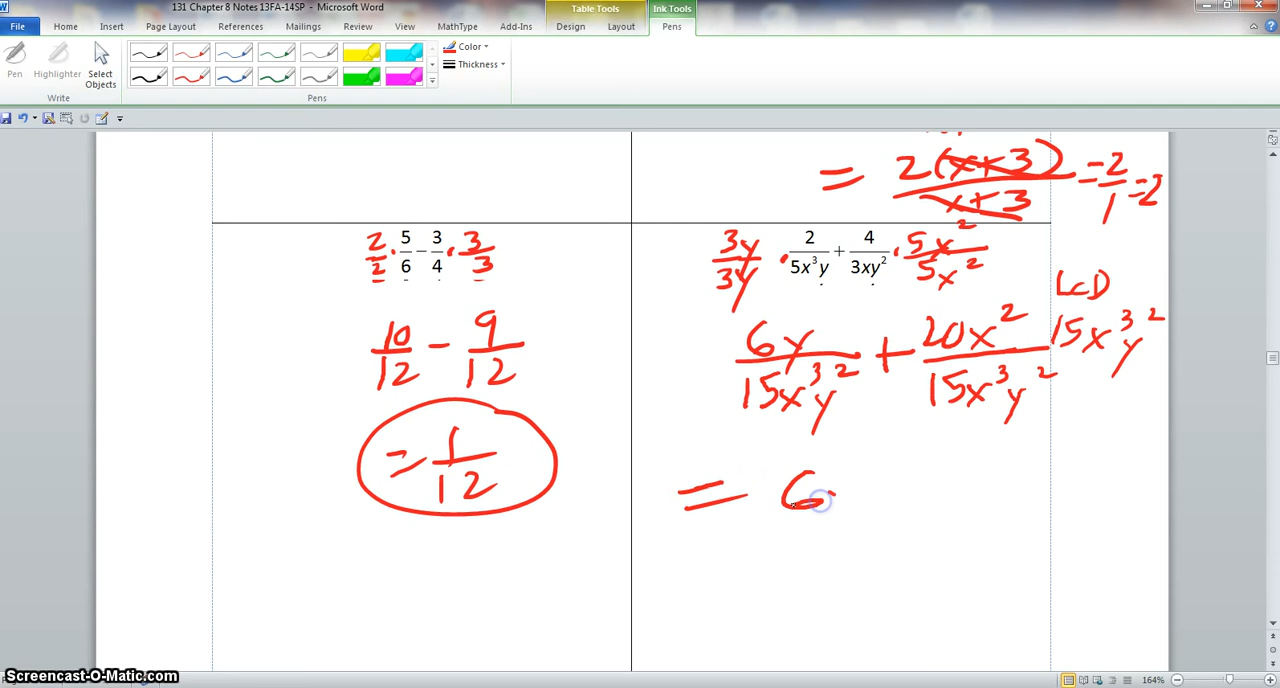 131 Chapter 8 Notes 13FA-14SP - Microsoft Word
Table Tools
Ink Tools
File
Home
Insert
Page Layout
References
Mailings
Review
View
MathType
Add-Ins
Design
Layout
Pens
Pen
Highlighter
Select Objects
Color
Thickness
Write
Pens
= 2(x+3)/x+3 = 2/1 = 2
2/2 · 5/6 − 3/4 · 3/3
3y/3y · 2/5x³y + 4/3xy² · 5x²/5x²
LCD
15x³y²
10/12 − 9/12
6y/15x³y² + 20x²/15x³y²
= 1/12
= 6
Screencast-O-Matic.com
164%